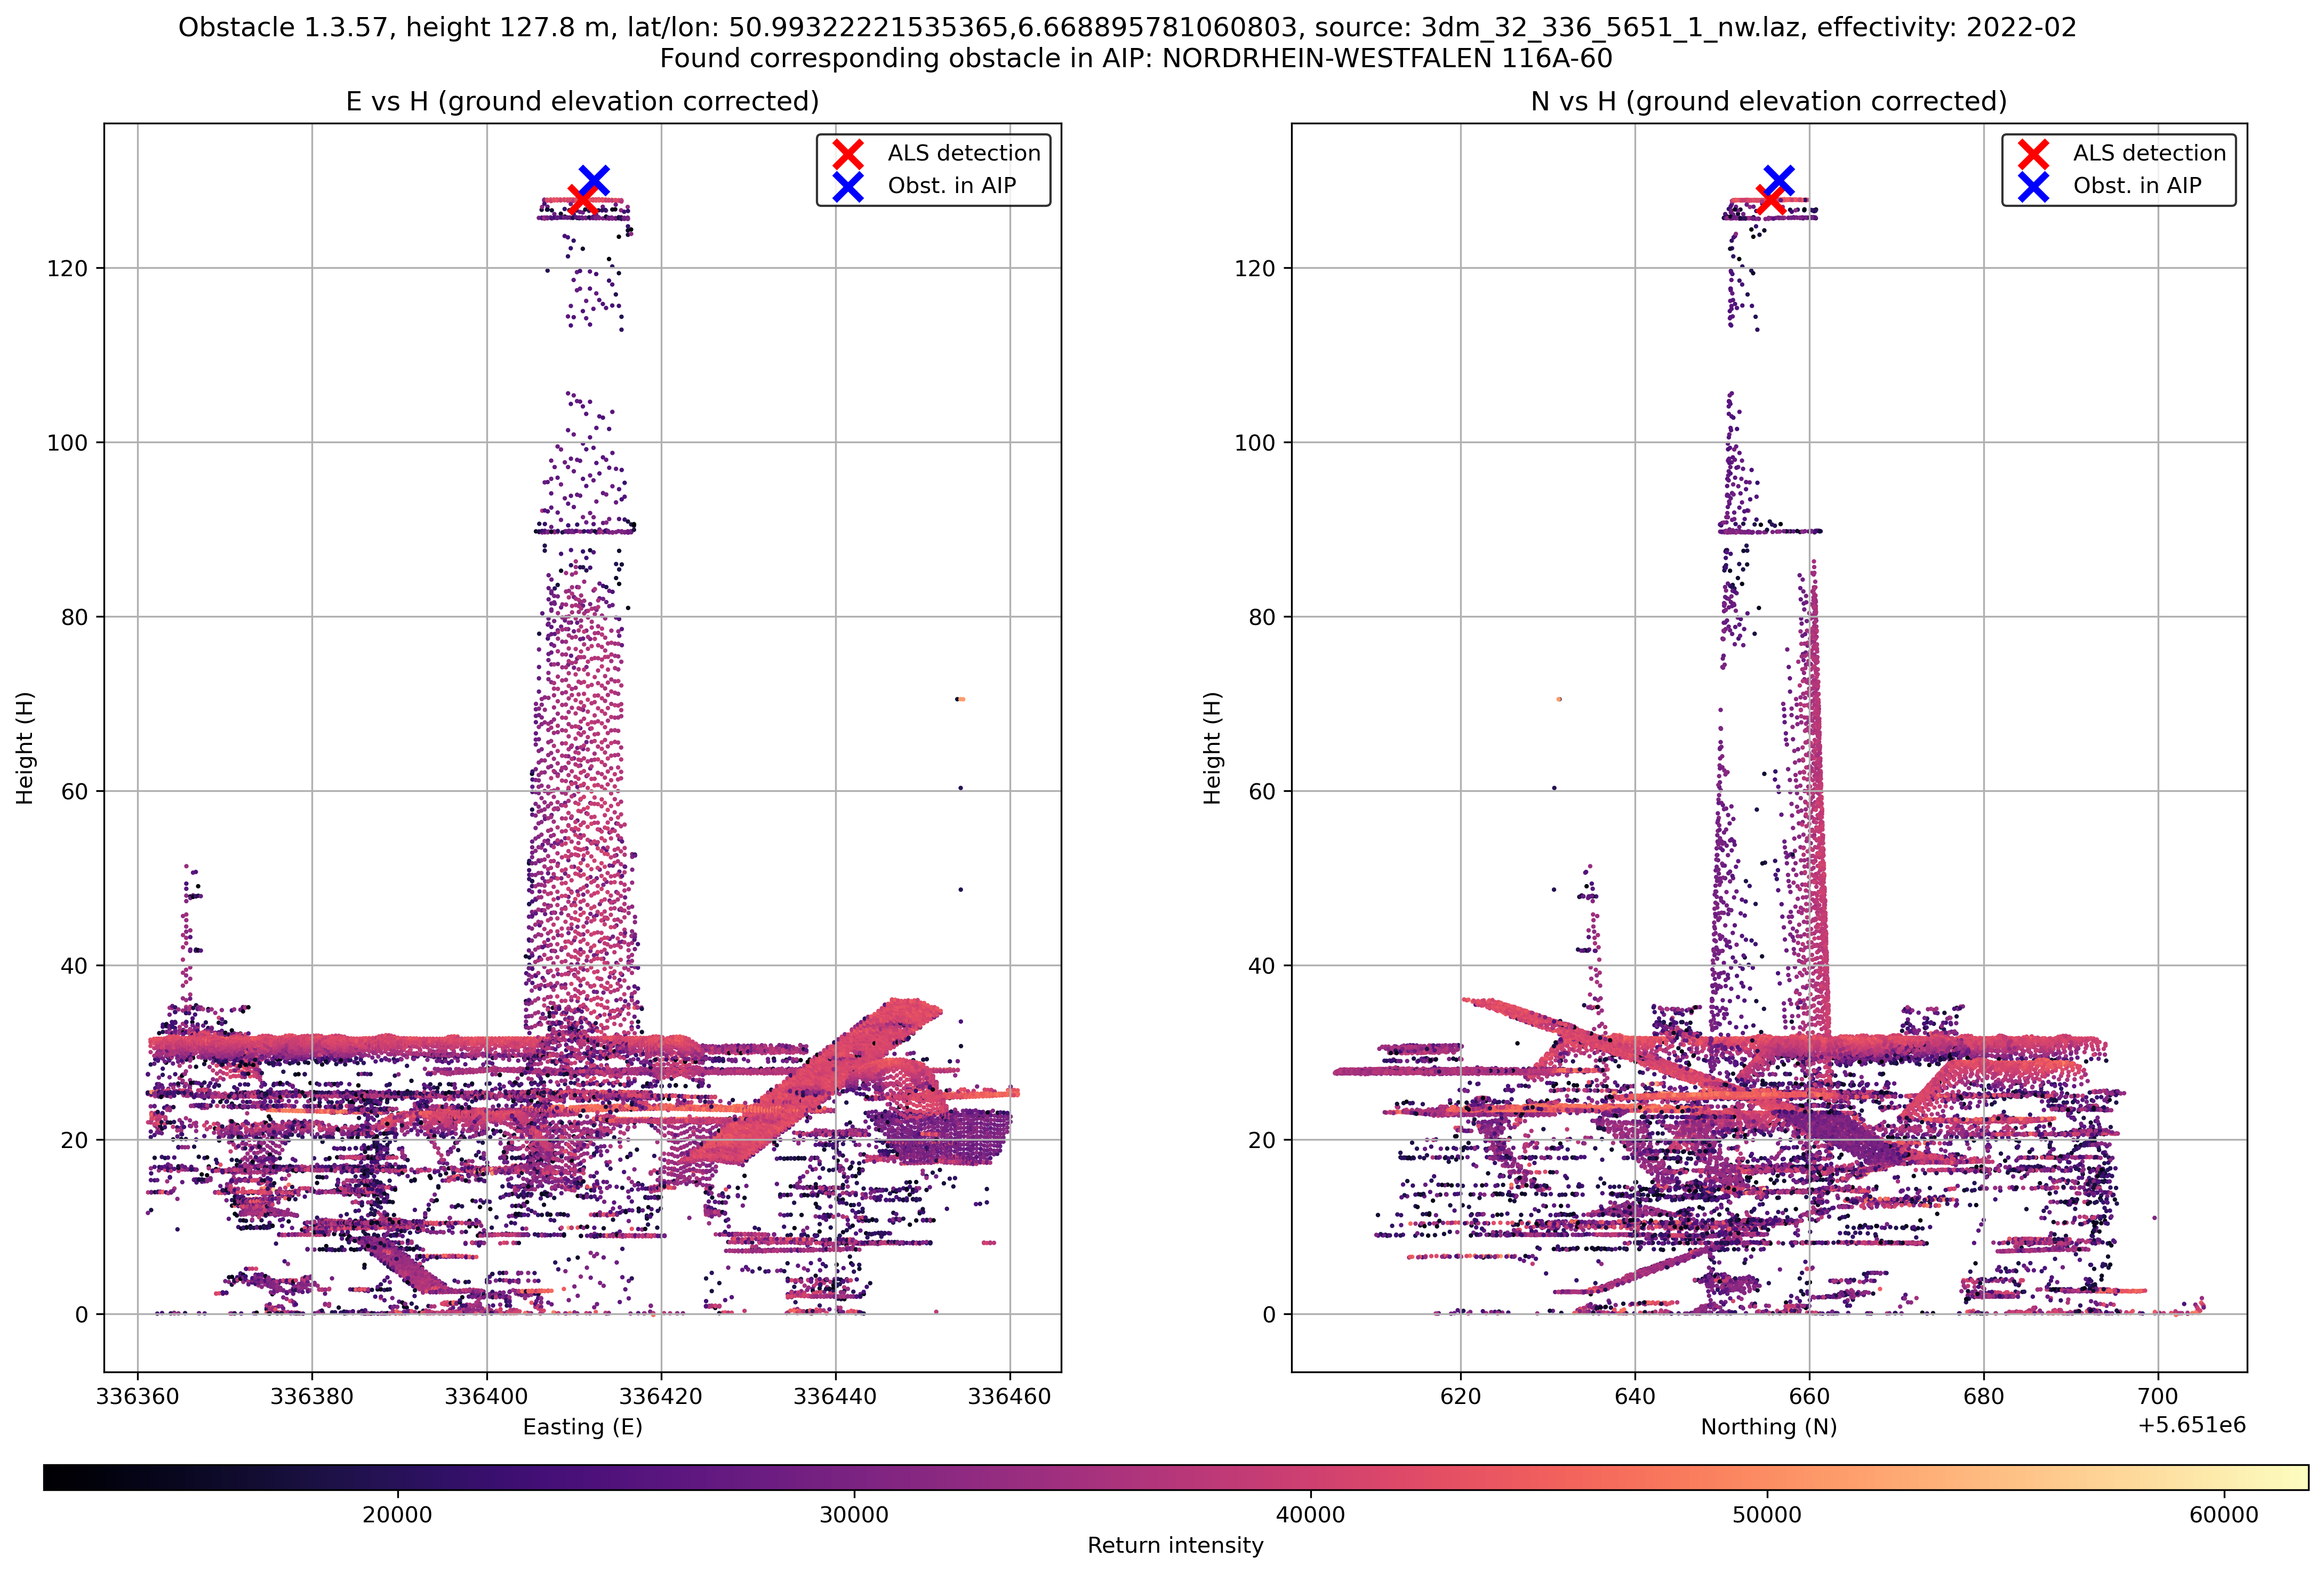 Obstacle 1.3.57, height 127.8 m, lat/lon: 50.99322221535365,6.668895781060803, source: 3dm_32_336_5651_1_nw.laz, effectivity: 2022-02
Found corresponding obstacle in AIP: NORDRHEIN-WESTFALEN 116A-60
E vs H (ground elevation corrected)
ALS detection
Obst. in AIP
120
100
80
60
40
20
0
Height (H)
336360 336380 336400 336420 336440 336460
Easting (E)
N vs H (ground elevation corrected)
ALS detection
Obst. in AIP
120
100
80
60
40
20
0
Height (H)
620 640 660 680 700
+5.651e6
Northing (N)
20000 30000 40000 50000 60000
Return intensity